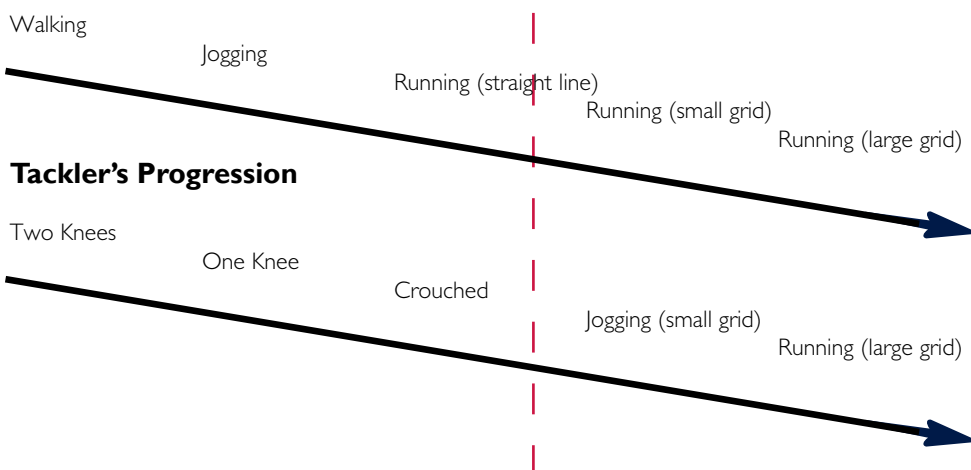 Walking
Jogging
Running (straight line)
Running (small grid)
Running (large grid)
Tackler’s Progression
Two Knees
One Knee
Crouched
Jogging (small grid)
Running (large grid)